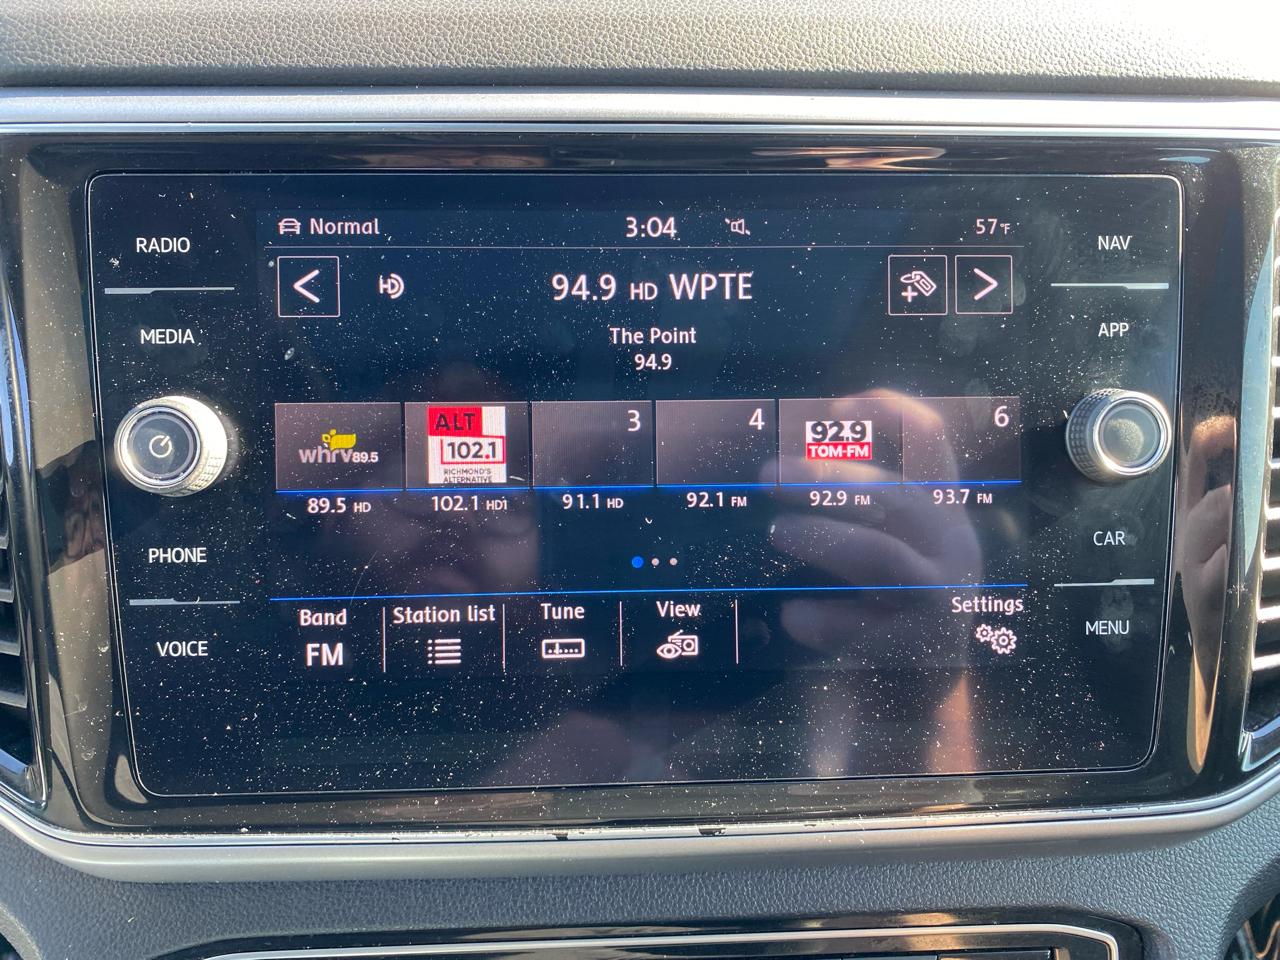 RADIO
MEDIA
PHONE
VOICE
Normal
3:04
57°F
HD
94.9 HD WPTE
The Point
94.9
whrv89.5
ALT
102.1
RICHMOND'S
ALTERNATIVE
3
4
92.9
TOM-FM
6
89.5 HD
102.1 HD1
91.1 HD
92.1 FM
92.9 FM
93.7 FM
Band
FM
Station list
Tune
View
Settings
NAV
APP
CAR
MENU